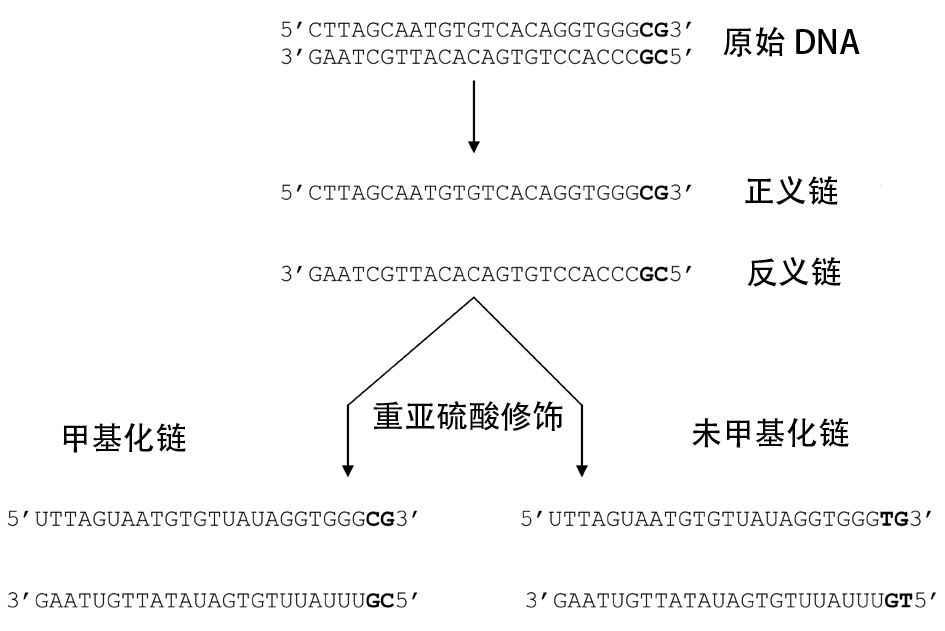 5′CTTAGCAATGTGTCACAGGTGGGCG3′
3′GAATCGTTACACAGTGTCCACCCGC5′
原始 DNA
5′CTTAGCAATGTGTCACAGGTGGGCG3′
正义链
3′GAATCGTTACACAGTGTCCACCCGC5′
反义链
重亚硫酸修饰
甲基化链
未甲基化链
5′UTTAGUAATGTGTUAUAGGTGGGCG3′
5′UTTAGUAATGTGTUAUAGGTGGGTG3′
3′GAATUGTTATAUAGTGTUUAUUUGC5′
3′GAATUGTTATAUAGTGTUUAUUUGT5′